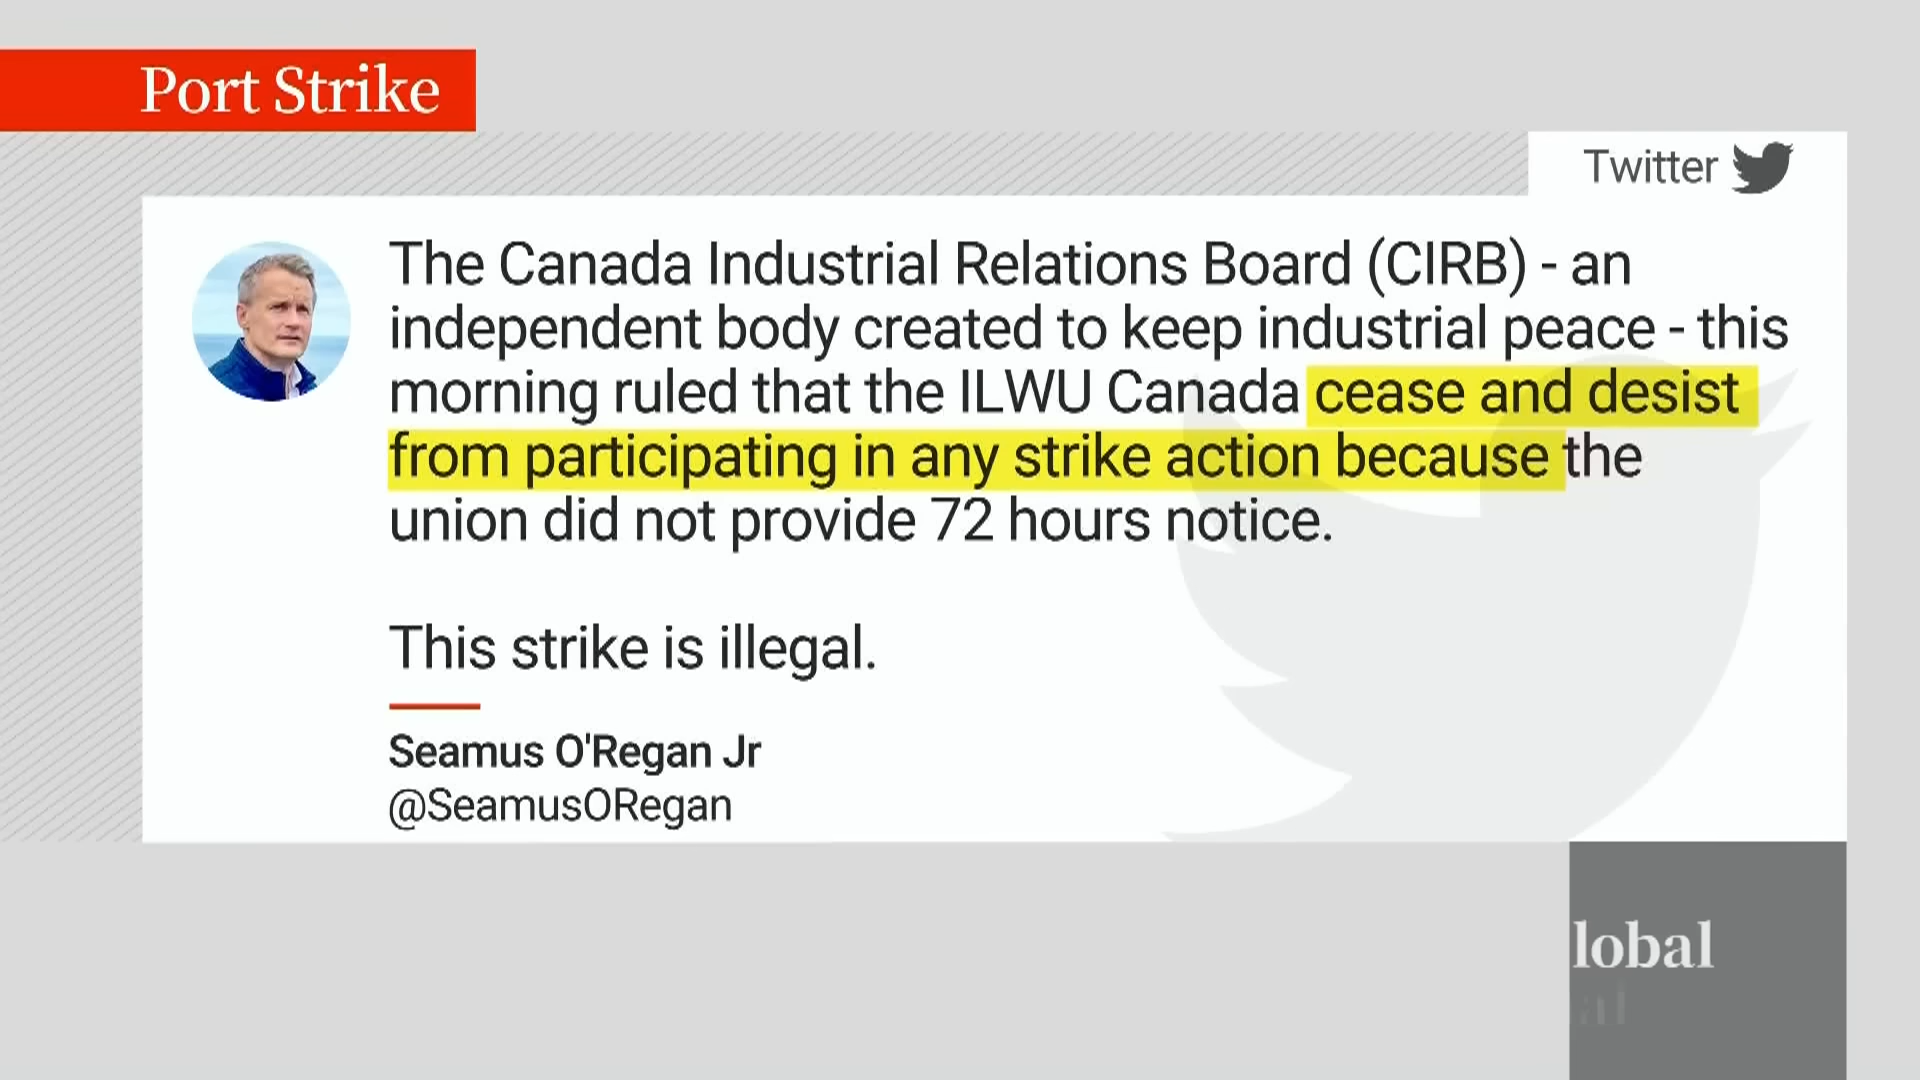 Port Strike
Twitter
The Canada Industrial Relations Board (CIRB) - an
independent body created to keep industrial peace - this
morning ruled that the ILWU Canada cease and desist
from participating in any strike action because the
union did not provide 72 hours notice.
This strike is illegal.
Seamus O'Regan Jr
@SeamusORegan
lobal